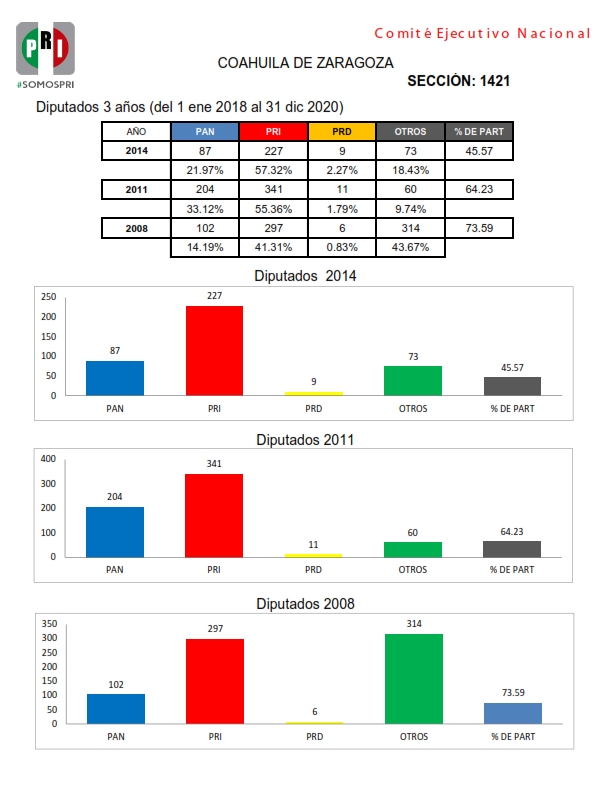 Comité Ejecutivo Nacional
PRI
#SOMOSPRI
COAHUILA DE ZARAGOZA
SECCIÓN: 1421
Diputados 3 años (del 1 ene 2018 al 31 dic 2020)
AÑO PAN PRI PRD OTROS % DE PART
2014 87 227 9 73 45.57
21.97% 57.32% 2.27% 18.43%
2011 204 341 11 60 64.23
33.12% 55.36% 1.79% 9.74%
2008 102 297 6 314 73.59
14.19% 41.31% 0.83% 43.67%
Diputados 2014
250
200
150
100
50
0
87 227 9 73 45.57
PAN PRI PRD OTROS % DE PART
Diputados 2011
400
300
200
100
0
204 341 11 60 64.23
PAN PRI PRD OTROS % DE PART
Diputados 2008
350
300
250
200
150
100
50
0
102 297 6 314 73.59
PAN PRI PRD OTROS % DE PART